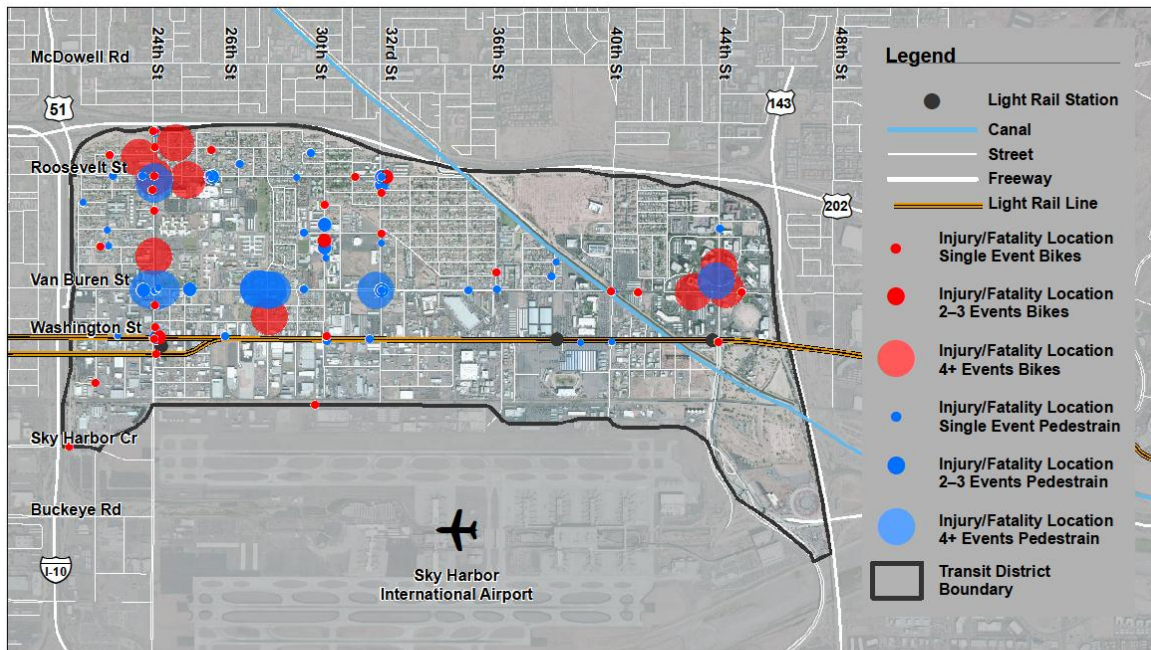 24th St
26th St
30th St
32rd St
36th St
40th St
44th St
48th St
McDowell Rd
51
143
Roosevelt St
202
Van Buren St
Washington St
Sky Harbor Cr
Buckeye Rd
I-10
Sky Harbor
International Airport
Legend
Light Rail Station
Canal
Street
Freeway
Light Rail Line
Injury/Fatality Location
Single Event Bikes
Injury/Fatality Location
2–3 Events Bikes
Injury/Fatality Location
4+ Events Bikes
Injury/Fatality Location
Single Event Pedestrain
Injury/Fatality Location
2–3 Events Pedestrain
Injury/Fatality Location
4+ Events Pedestrain
Transit District
Boundary